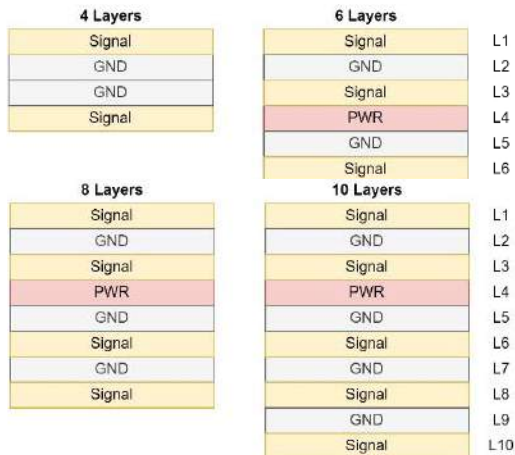 4 Layers
Signal
GND
GND
Signal
6 Layers
Signal L1
GND L2
Signal L3
PWR L4
GND L5
Signal L6
8 Layers
Signal
GND
Signal
PWR
GND
Signal
GND
Signal
10 Layers
Signal L1
GND L2
Signal L3
PWR L4
GND L5
Signal L6
GND L7
Signal L8
GND L9
Signal L10